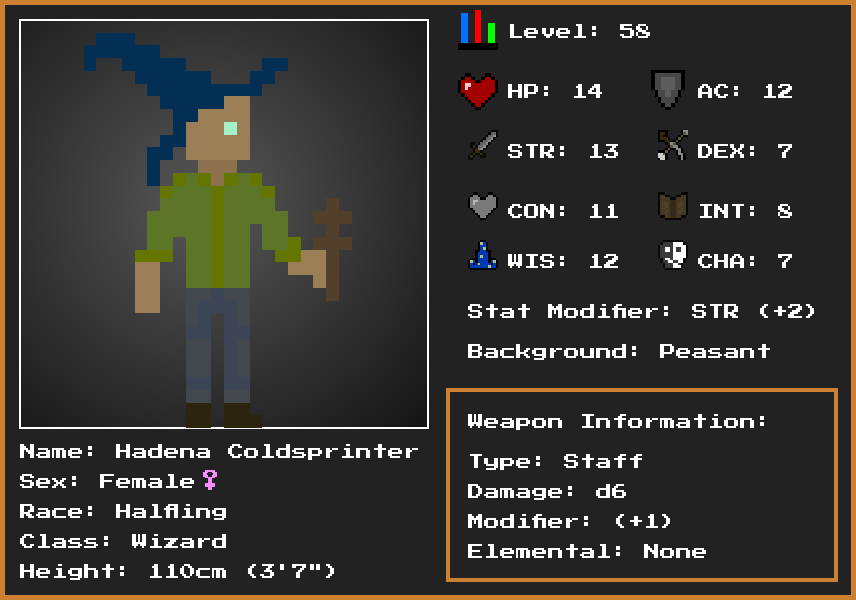 Level: 58
HP: 14
AC: 12
STR: 13
DEX: 7
CON: 11
INT: 8
WIS: 12
CHA: 7
Stat Modifier: STR (+2)
Background: Peasant
Name: Hadena Coldsprinter
Sex: Female♀
Race: Halfling
Class: Wizard
Height: 110cm (3'7")
Weapon Information:
Type: Staff
Damage: d6
Modifier: (+1)
Elemental: None